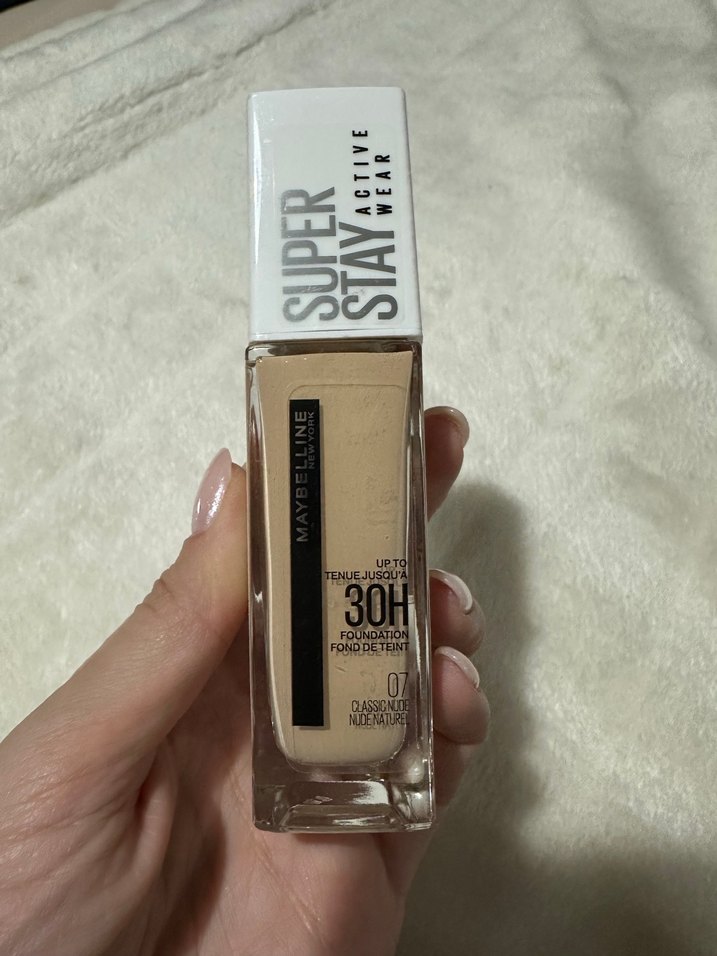 SUPER
STAY
ACTIVE
WEAR
MAYBELLINE
NEW YORK
UP TO
TENUE JUSQU'À
30H
FOUNDATION
FOND DE TEINT
07
CLASSIC NUDE
NUDE NATUREL